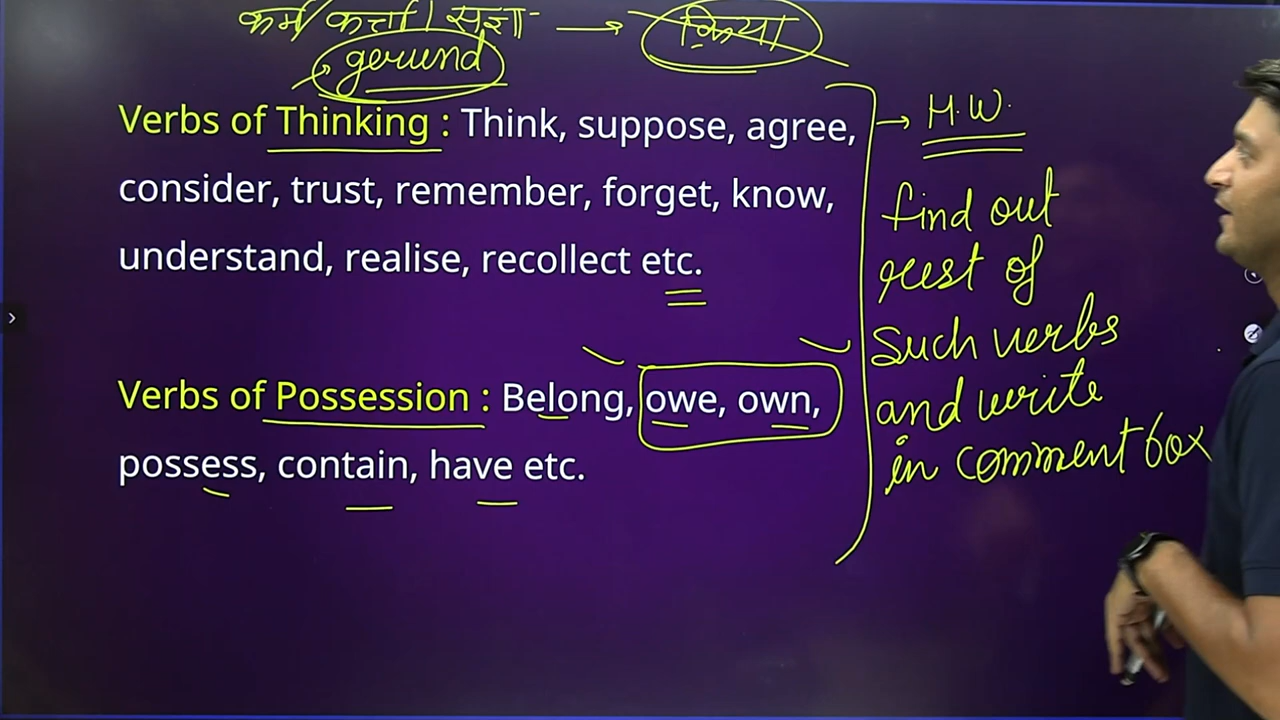 कर्म/कर्त्ता/संज्ञा → क्रिया
gerund
Verbs of Thinking : Think, suppose, agree,
consider, trust, remember, forget, know,
understand, realise, recollect etc.
Verbs of Possession : Belong, owe, own,
possess, contain, have etc.
→ H.W.
find out
rest of
such verbs
and write
in comment box